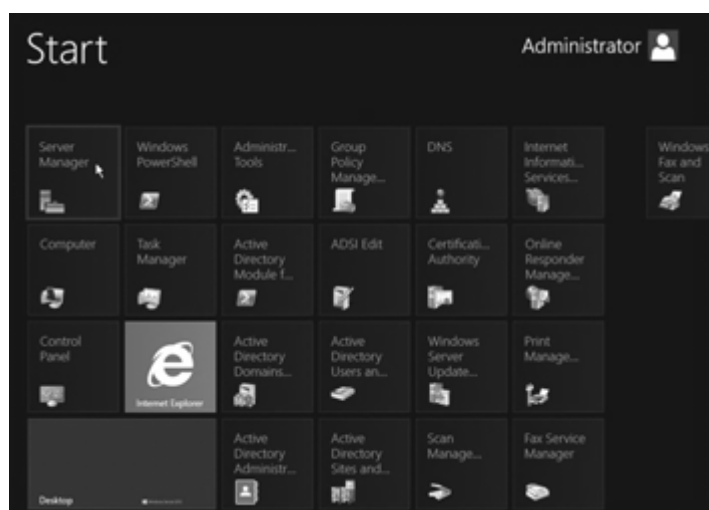 Start
Administrator
Server
Manager
Windows
PowerShell
Administr...
Tools
Group
Policy
Manage...
DNS
Internet
Informati...
Services...
Windows
Fax and
Scan
Computer
Task
Manager
Active
Directory
Module f...
ADSI Edit
Certificati...
Authority
Online
Responder
Manage...
Control
Panel
Internet Explorer
Active
Directory
Domains...
Active
Directory
Users an...
Windows
Server
Update...
Print
Manage...
Desktop
Active
Directory
Administr...
Active
Directory
Sites and...
Scan
Manage...
Fax Service
Manager